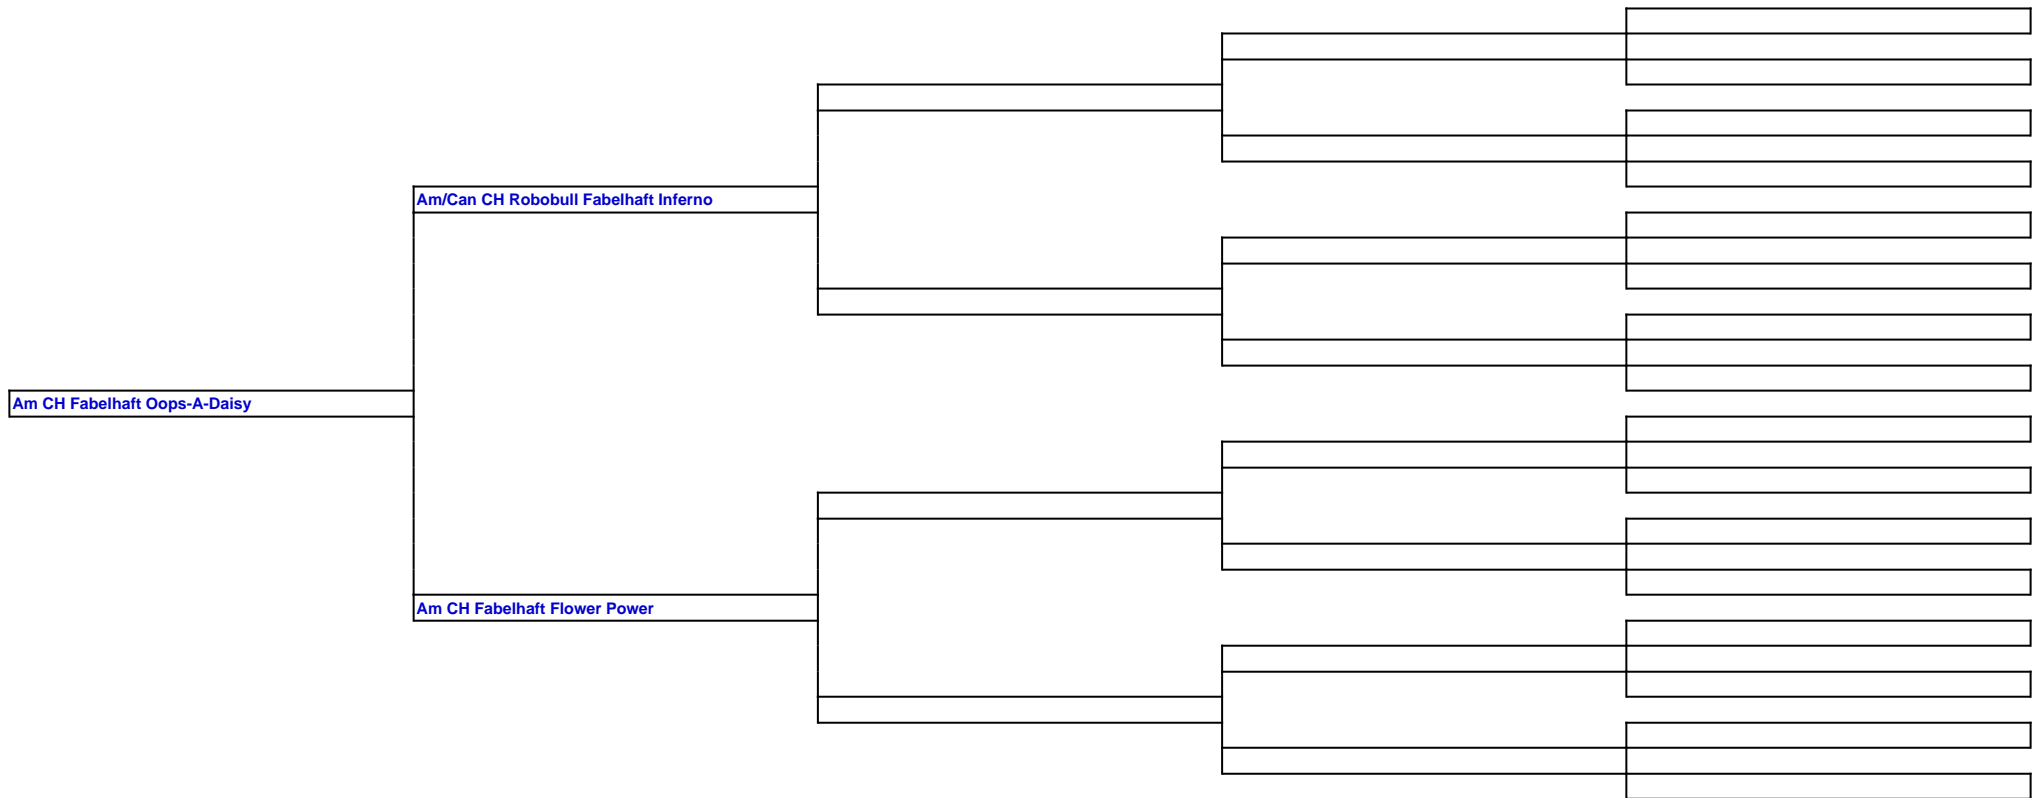 Am/Can CH Robobull Fabelhaft Inferno
Am CH Fabelhaft Oops-A-Daisy
Am CH Fabelhaft Flower Power